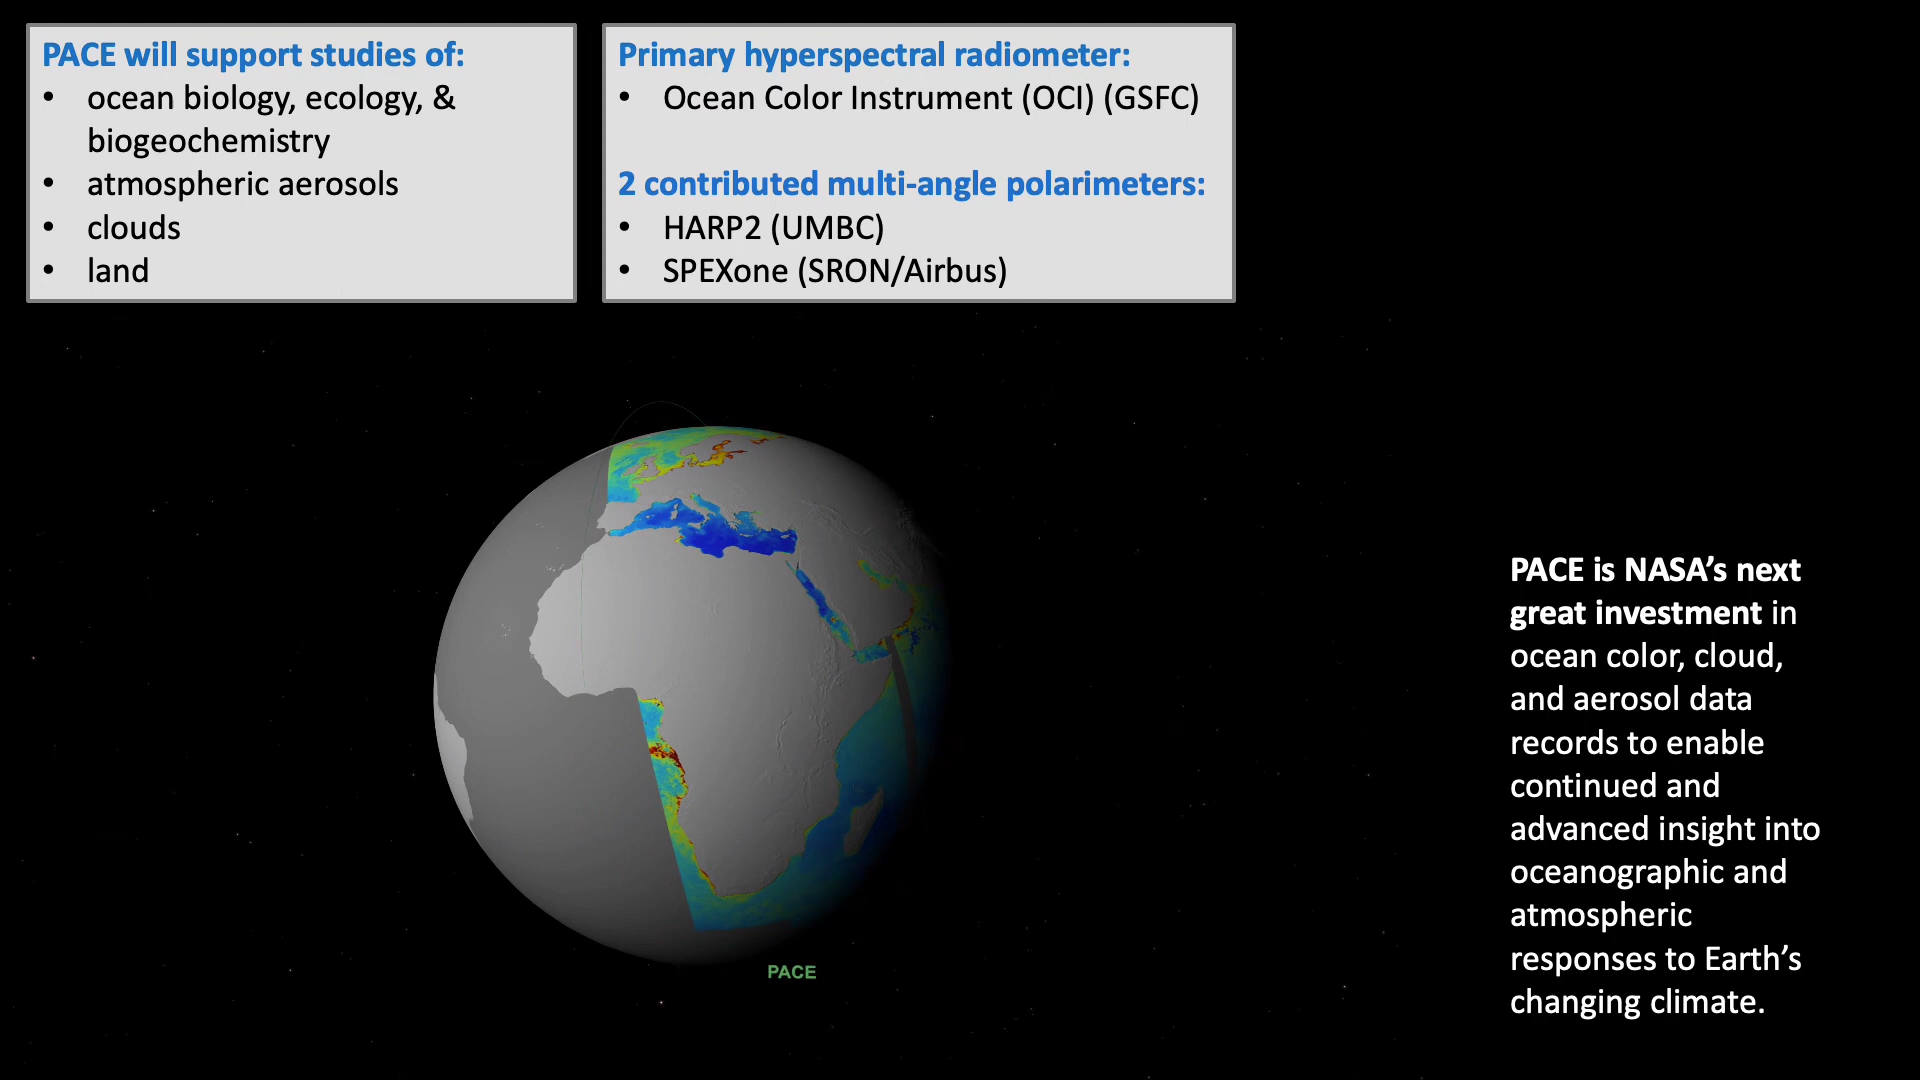 PACE will support studies of:
• ocean biology, ecology, &
biogeochemistry
• atmospheric aerosols
• clouds
• land
Primary hyperspectral radiometer:
• Ocean Color Instrument (OCI) (GSFC)
2 contributed multi-angle polarimeters:
• HARP2 (UMBC)
• SPEXone (SRON/Airbus)
PACE is NASA’s next
great investment in
ocean color, cloud,
and aerosol data
records to enable
continued and
advanced insight into
oceanographic and
atmospheric
responses to Earth’s
changing climate.
PACE